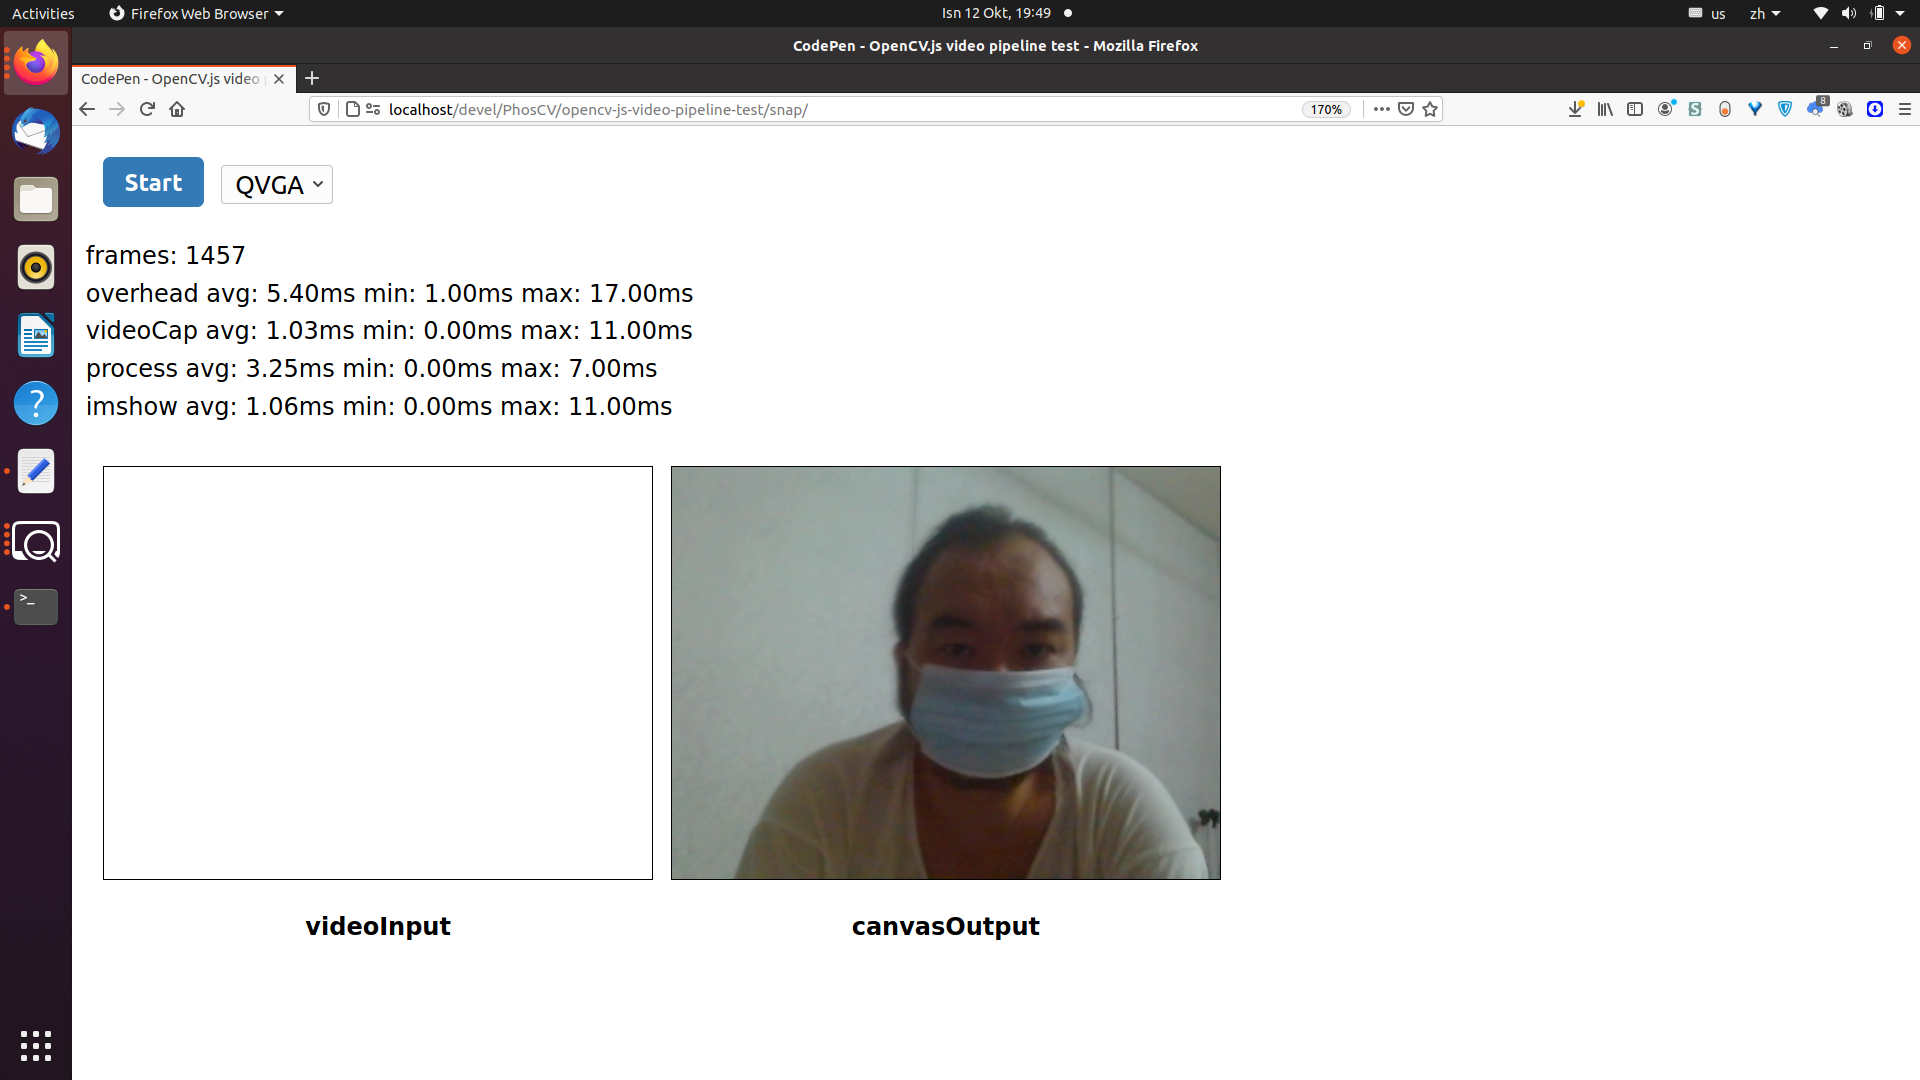 Activities
Firefox Web Browser
Isn 12 Okt, 19:49
us
zh
CodePen - OpenCV.js video pipeline test - Mozilla Firefox
CodePen - OpenCV.js video
localhost/devel/PhosCV/opencv-js-video-pipeline-test/snap/
170%
8
Start
QVGA
frames: 1457
overhead avg: 5.40ms min: 1.00ms max: 17.00ms
videoCap avg: 1.03ms min: 0.00ms max: 11.00ms
process avg: 3.25ms min: 0.00ms max: 7.00ms
imshow avg: 1.06ms min: 0.00ms max: 11.00ms
videoInput
canvasOutput